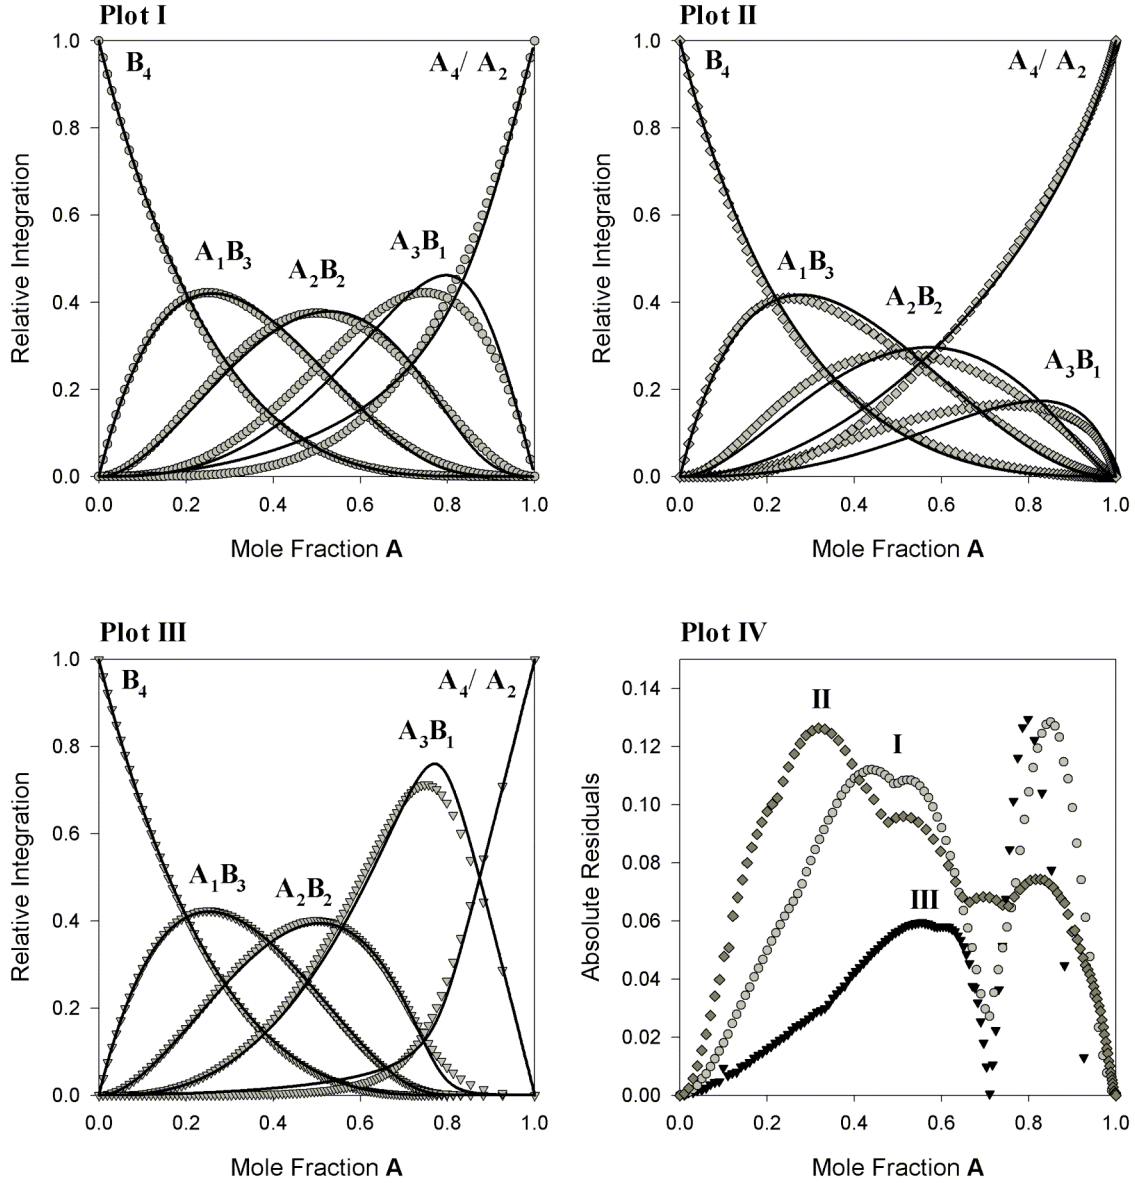 Plot I
1.0
0.8
0.6
0.4
0.2
0.0
Relative Integration
B4
A4/ A2
A1B3
A2B2
A3B1
0.0 0.2 0.4 0.6 0.8 1.0
Mole Fraction A
Plot II
1.0
0.8
0.6
0.4
0.2
0.0
Relative Integration
B4
A4/ A2
A1B3
A2B2
A3B1
0.0 0.2 0.4 0.6 0.8 1.0
Mole Fraction A
Plot III
1.0
0.8
0.6
0.4
0.2
0.0
Relative Integration
B4
A4/ A2
A3B1
A1B3
A2B2
0.0 0.2 0.4 0.6 0.8 1.0
Mole Fraction A
Plot IV
0.14
0.12
0.10
0.08
0.06
0.04
0.02
0.00
Absolute Residuals
II
I
III
0.0 0.2 0.4 0.6 0.8 1.0
Mole Fraction A